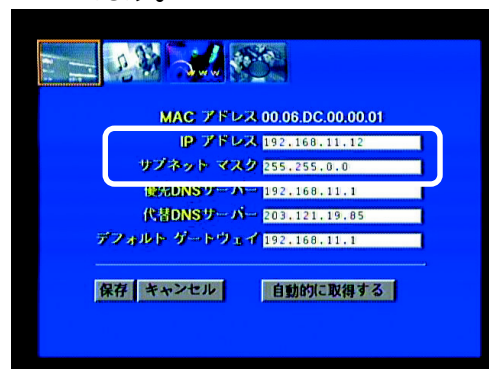 www
MAC アドレス 00.06.DC.00.00.01
IP アドレス 192.168.11.12
サブネット マスク 255.255.0.0
優先DNSサーバー 192.168.11.1
代替DNSサーバー 203.121.19.85
デフォルト ゲートウェイ 192.168.11.1
保存 キャンセル 自動的に取得する